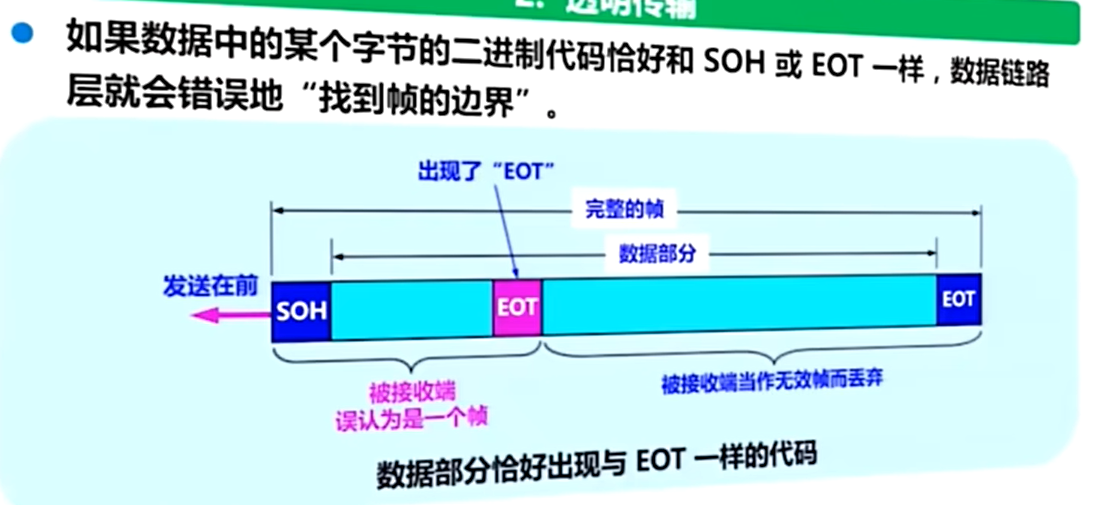 2. 透明传输
如果数据中的某个字节的二进制代码恰好和 SOH 或 EOT 一样，数据链路
层就会错误地“找到帧的边界”。
出现了“EOT”
完整的帧
数据部分
发送在前
SOH
EOT
EOT
被接收端
误认为是一个帧
被接收端当作无效帧而丢弃
数据部分恰好出现与 EOT 一样的代码